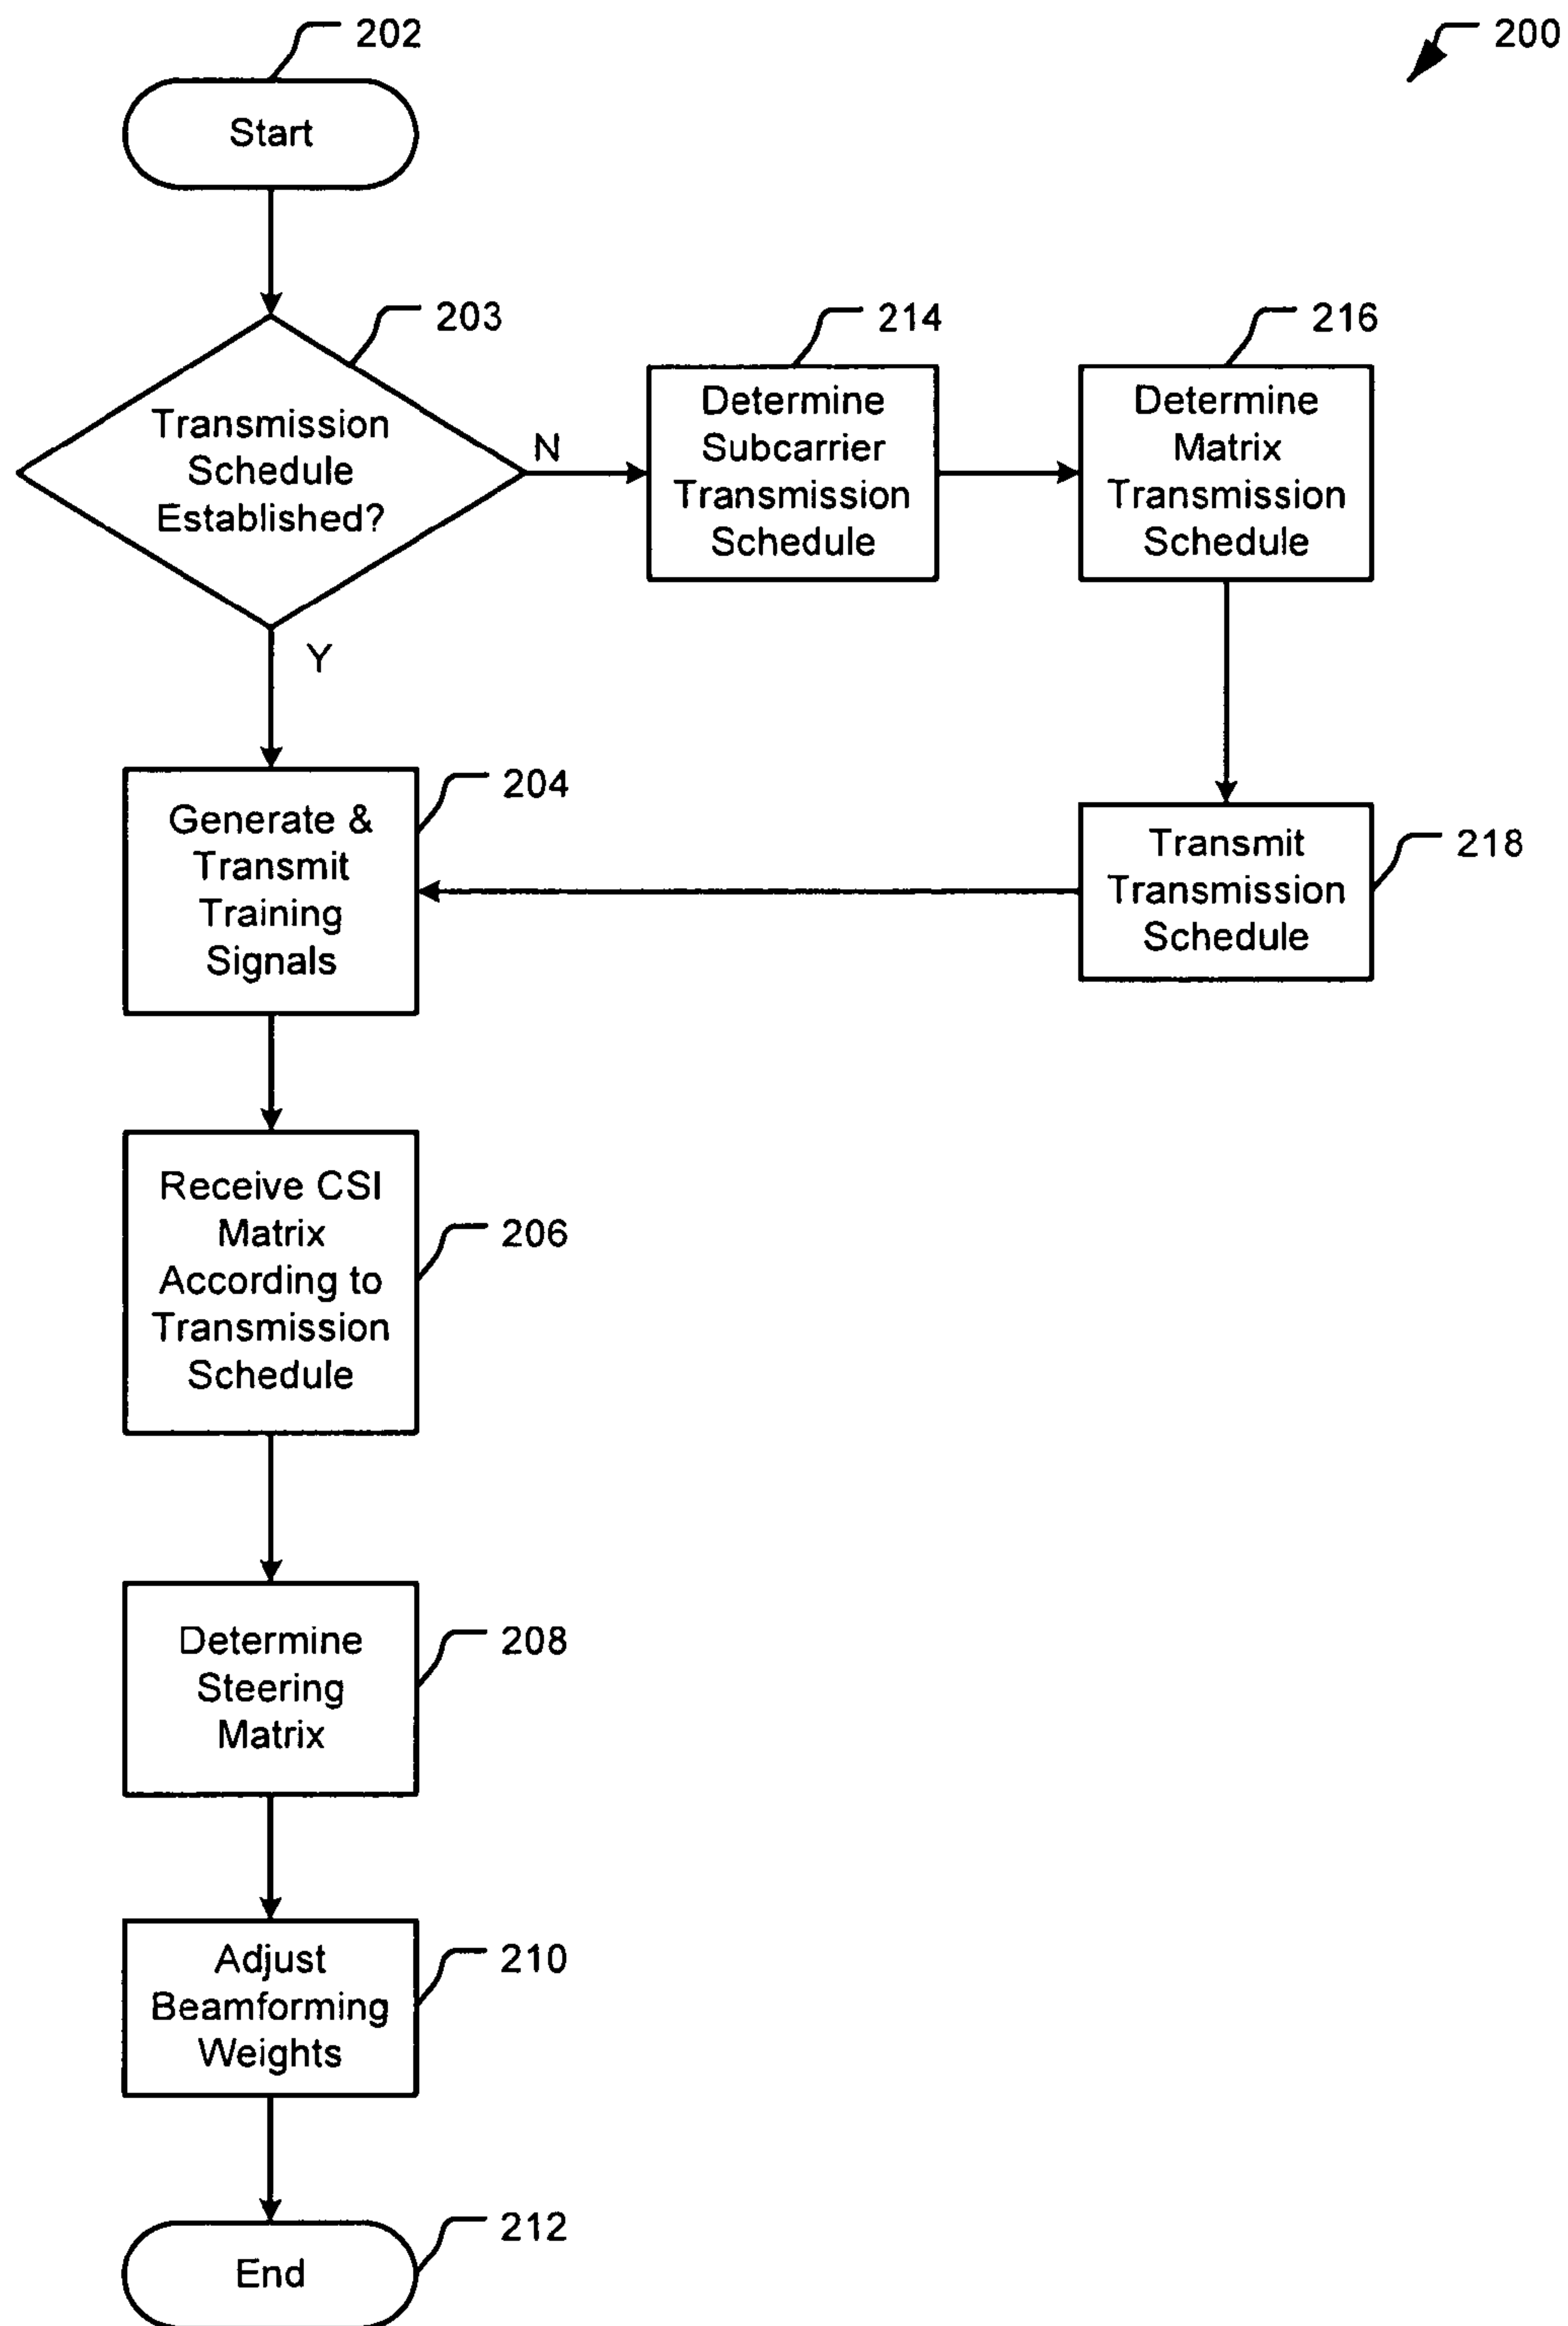 202
200
Start
203
Transmission
Schedule
Established?
N
Y
214
Determine
Subcarrier
Transmission
Schedule
216
Determine
Matrix
Transmission
Schedule
204
Generate &
Transmit
Training
Signals
218
Transmit
Transmission
Schedule
206
Receive CSI
Matrix
According to
Transmission
Schedule
208
Determine
Steering
Matrix
210
Adjust
Beamforming
Weights
212
End